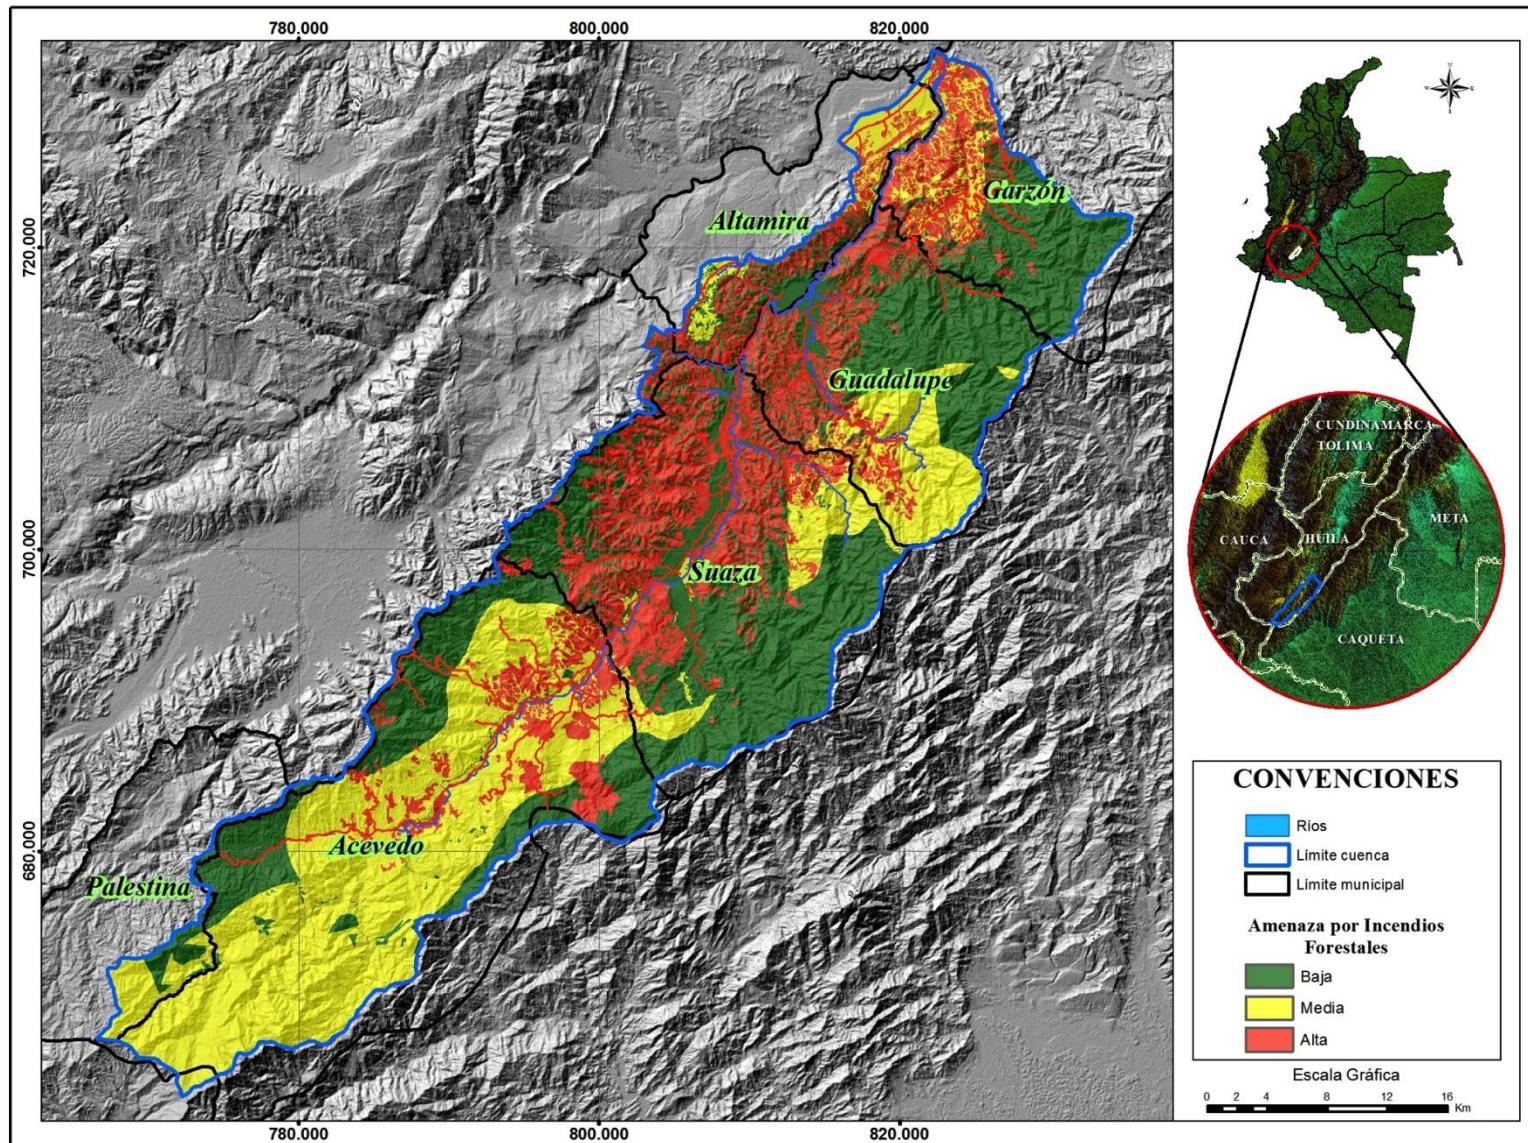 780.000
800.000
820.000
720.000
700.000
680.000
Garzón
Altamira
Guadalupe
Suaza
Acevedo
Palestina
780.000
800.000
820.000
N
W
E
S
CUNDINAMARCA
TOLIMA
META
CAUCA
HUILA
CAQUETA
CONVENCIONES
Ríos
Límite cuenca
Límite municipal
Amenaza por Incendios
Forestales
Baja
Media
Alta
Escala Gráfica
0 2 4 8 12 16
Km